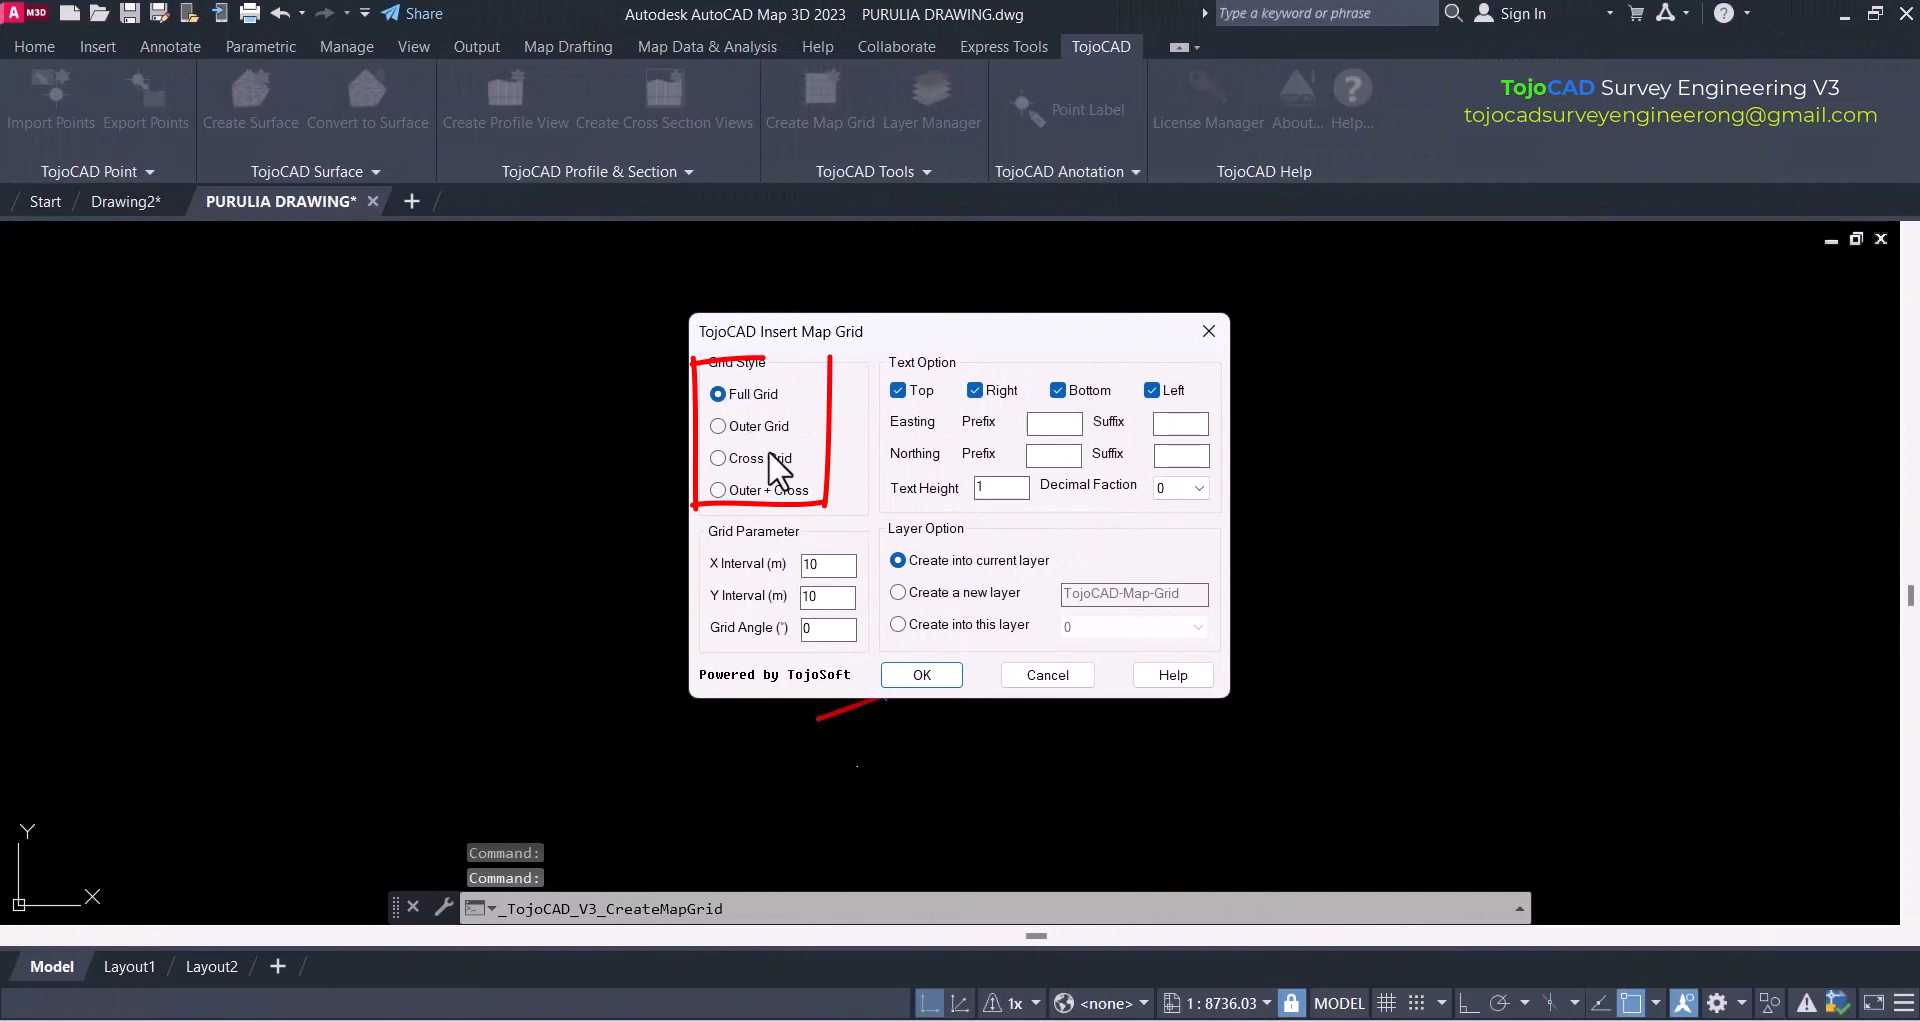 A M3D Share Autodesk AutoCAD Map 3D 2023 PURULIA DRAWING.dwg Type a keyword or phrase Sign In
Home Insert Annotate Parametric Manage View Output Map Drafting Map Data & Analysis Help Collaborate Express Tools TojoCAD
TojoCAD Survey Engineering V3
tojocadsurveyengineerong@gmail.com
Import Points Export Points Create Surface Convert to Surface Create Profile View Create Cross Section Views Create Map Grid Layer Manager Point Label License Manager About... Help...
TojoCAD Point TojoCAD Surface TojoCAD Profile & Section TojoCAD Tools TojoCAD Anotation TojoCAD Help
Start Drawing2* PURULIA DRAWING*
TojoCAD Insert Map Grid
Grid Style
Full Grid
Outer Grid
Cross Grid
Outer + Cross
Text Option
Top Right Bottom Left
Easting Prefix Suffix
Northing Prefix Suffix
Text Height 1 Decimal Faction 0
Grid Parameter
X Interval (m) 10
Y Interval (m) 10
Grid Angle (°) 0
Layer Option
Create into current layer
Create a new layer TojoCAD-Map-Grid
Create into this layer 0
Powered by TojoSoft OK Cancel Help
Y
X
Command:
Command:
_TojoCAD_V3_CreateMapGrid
Model Layout1 Layout2
1x <none> 1 : 8736.03 MODEL